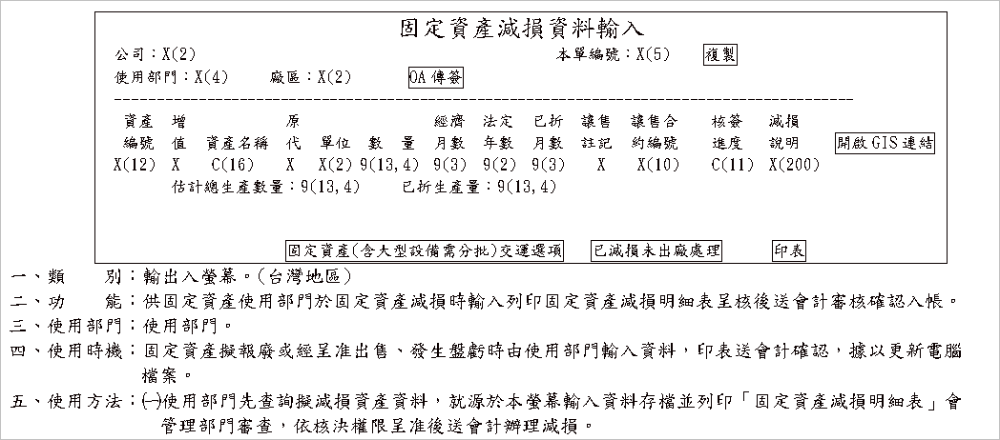 固定資產減損資料輸入
公司：X(2) 本單編號：X(5) 複製
使用部門：X(4) 廠區：X(2) OA傳簽
資產 增 原 經濟 法定 已折 讓售 讓售合 核簽 減損
編號 值 資產名稱 代 單位 數 量 月數 年數 月數 註記 約編號 進度 說明 開啟GIS連結
X(12) X C(16) X X(2) 9(13,4) 9(3) 9(2) 9(3) X X(10) C(11) X(200)
估計總生產數量：9(13,4) 已折生產量：9(13,4)
固定資產(含大型設備需分批)交運選項 已減損未出廠處理 印表
一、類 別：輸出入螢幕。(台灣地區)
二、功 能：供固定資產使用部門於固定資產減損時輸入列印固定資產減損明細表呈核後送會計審核確認入帳。
三、使用部門：使用部門。
四、使用時機：固定資產擬報廢或經呈准出售、發生盤虧時由使用部門輸入資料，印表送會計確認，據以更新電腦
檔案。
五、使用方法：㈠使用部門先查詢擬減損資產資料，就源於本螢幕輸入資料存檔並列印「固定資產減損明細表」會
管理部門審查，依核決權限呈准後送會計辦理減損。